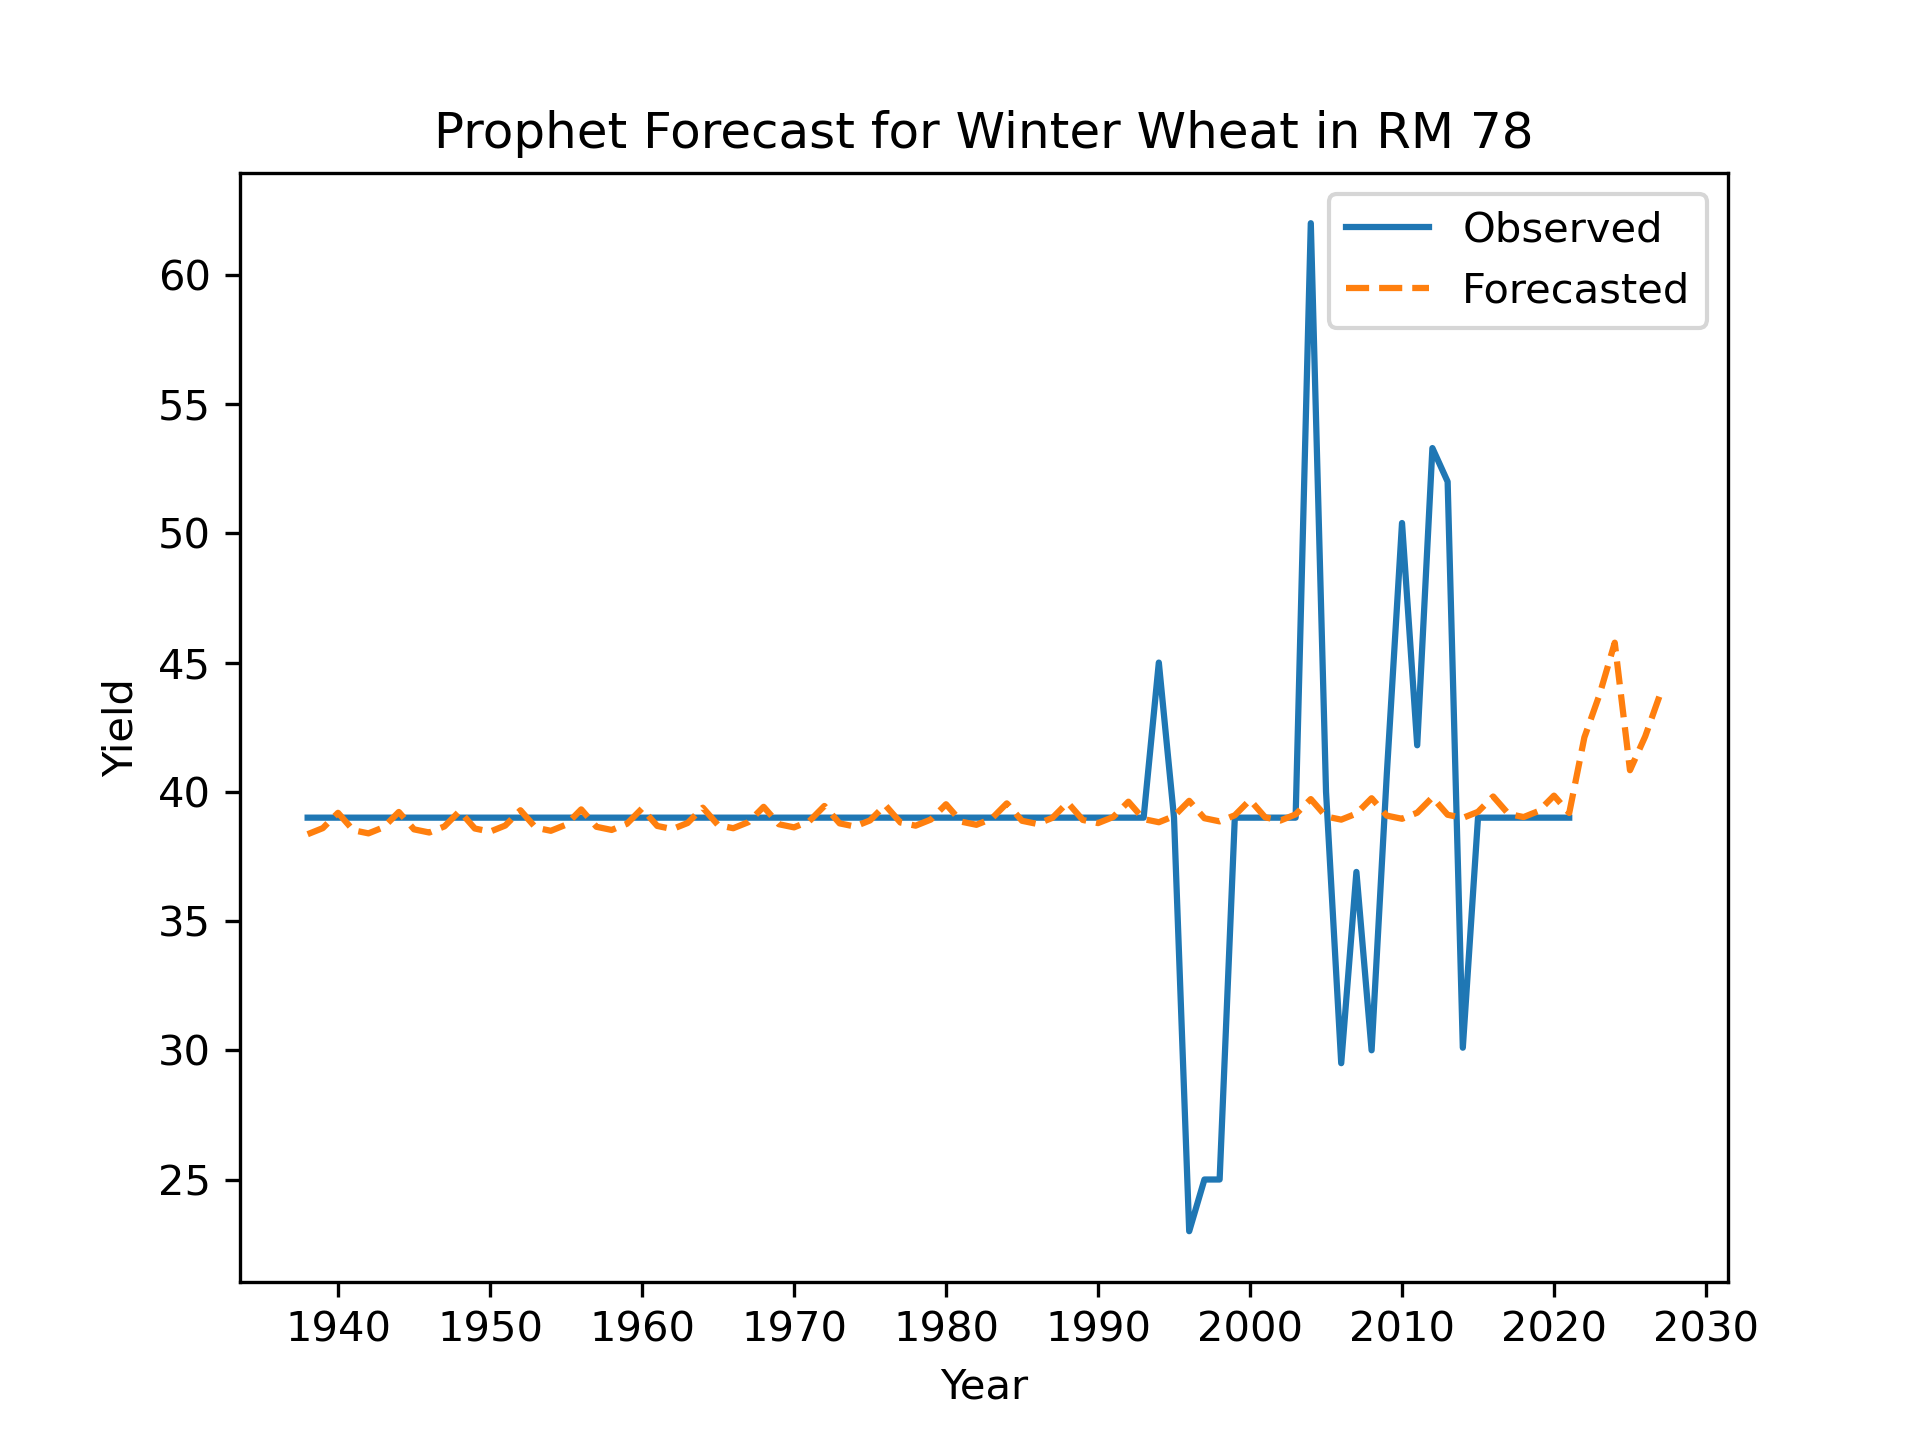 Prophet Forecast for Winter Wheat in RM 78
Observed
Forecasted
60
55
50
45
40
35
30
25
Yield
1940 1950 1960 1970 1980 1990 2000 2010 2020 2030
Year